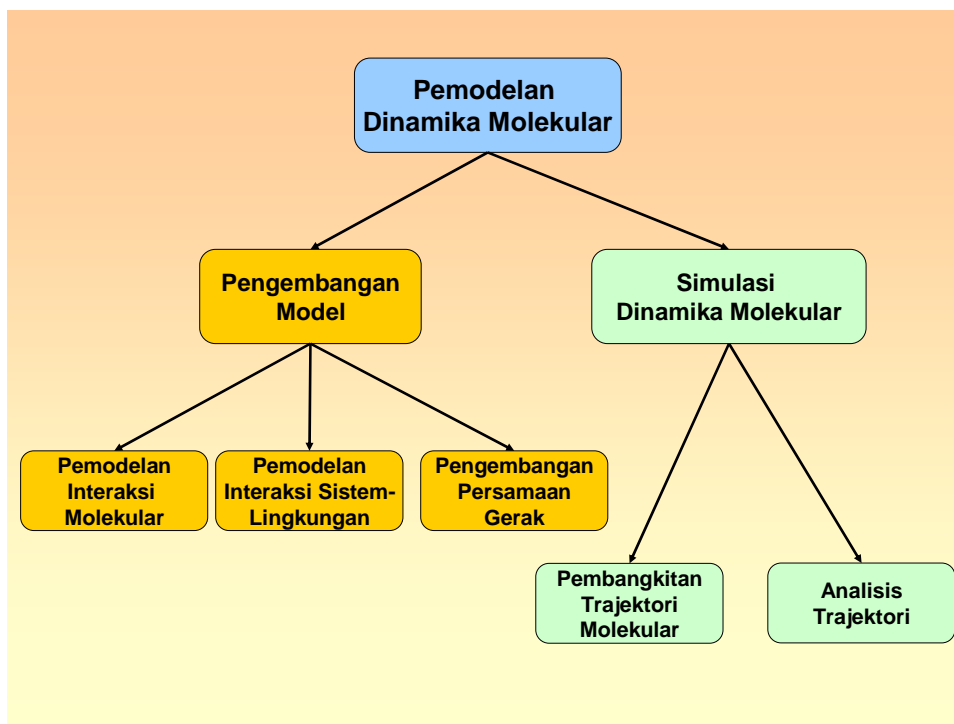 Pemodelan
Dinamika Molekular
Pengembangan
Model
Simulasi
Dinamika Molekular
Pemodelan
Interaksi
Molekular
Pemodelan
Interaksi Sistem-
Lingkungan
Pengembangan
Persamaan
Gerak
Pembangkitan
Trajektori
Molekular
Analisis
Trajektori